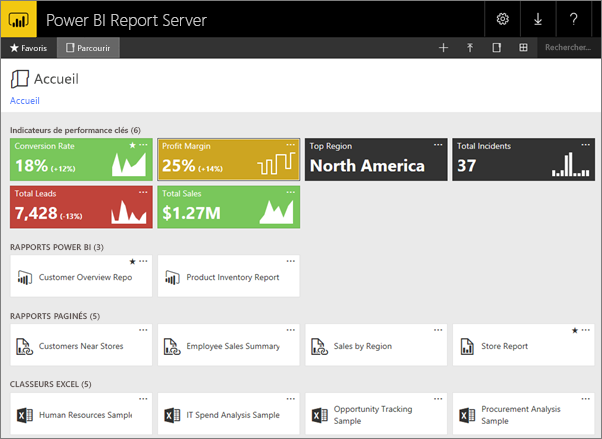 Power BI Report Server
?
Favoris Parcourir Rechercher...
Accueil
Accueil
Indicateurs de performance clés (6)
Conversion Rate
18% (+12%)
Profit Margin
25% (+14%)
Top Region
North America
Total Incidents
37
Total Leads
7,428 (-13%)
Total Sales
$1.27M
RAPPORTS POWER BI (3)
Customer Overview Repo
Product Inventory Report
RAPPORTS PAGINÉS (5)
Customers Near Stores
Employee Sales Summary
Sales by Region
Store Report
CLASSEURS EXCEL (5)
Human Resources Sample
IT Spend Analysis Sample
Opportunity Tracking
Sample
Procurement Analysis
Sample